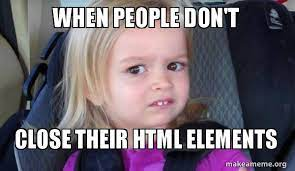 WHEN PEOPLE DON'T
CLOSE THEIR HTML ELEMENTS
makeameme.org